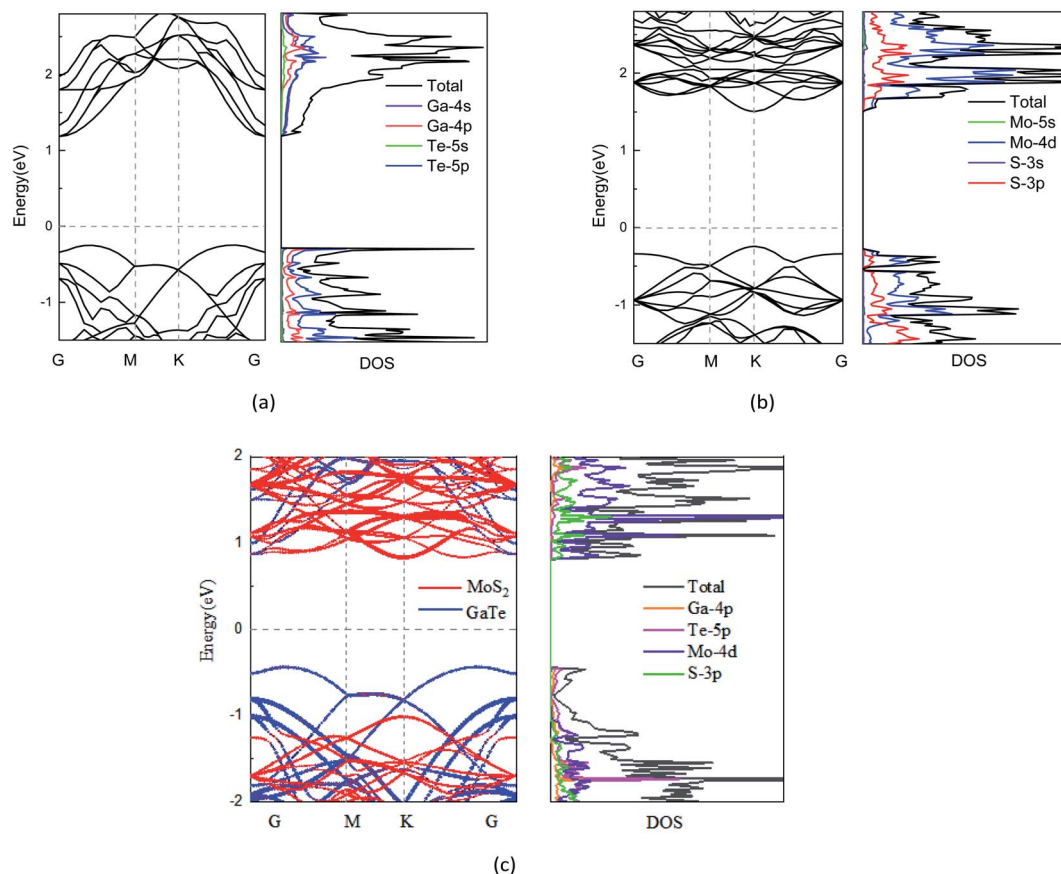 Energy(eV)
2
1
0
-1
G M K G
Total
Ga-4s
Ga-4p
Te-5s
Te-5p
DOS
(a)
Energy(eV)
2
1
0
-1
G M K G
Total
Mo-5s
Mo-4d
S-3s
S-3p
DOS
(b)
Energy(eV)
2
1
0
-1
-2
G M K G
MoS2
GaTe
Total
Ga-4p
Te-5p
Mo-4d
S-3p
DOS
(c)